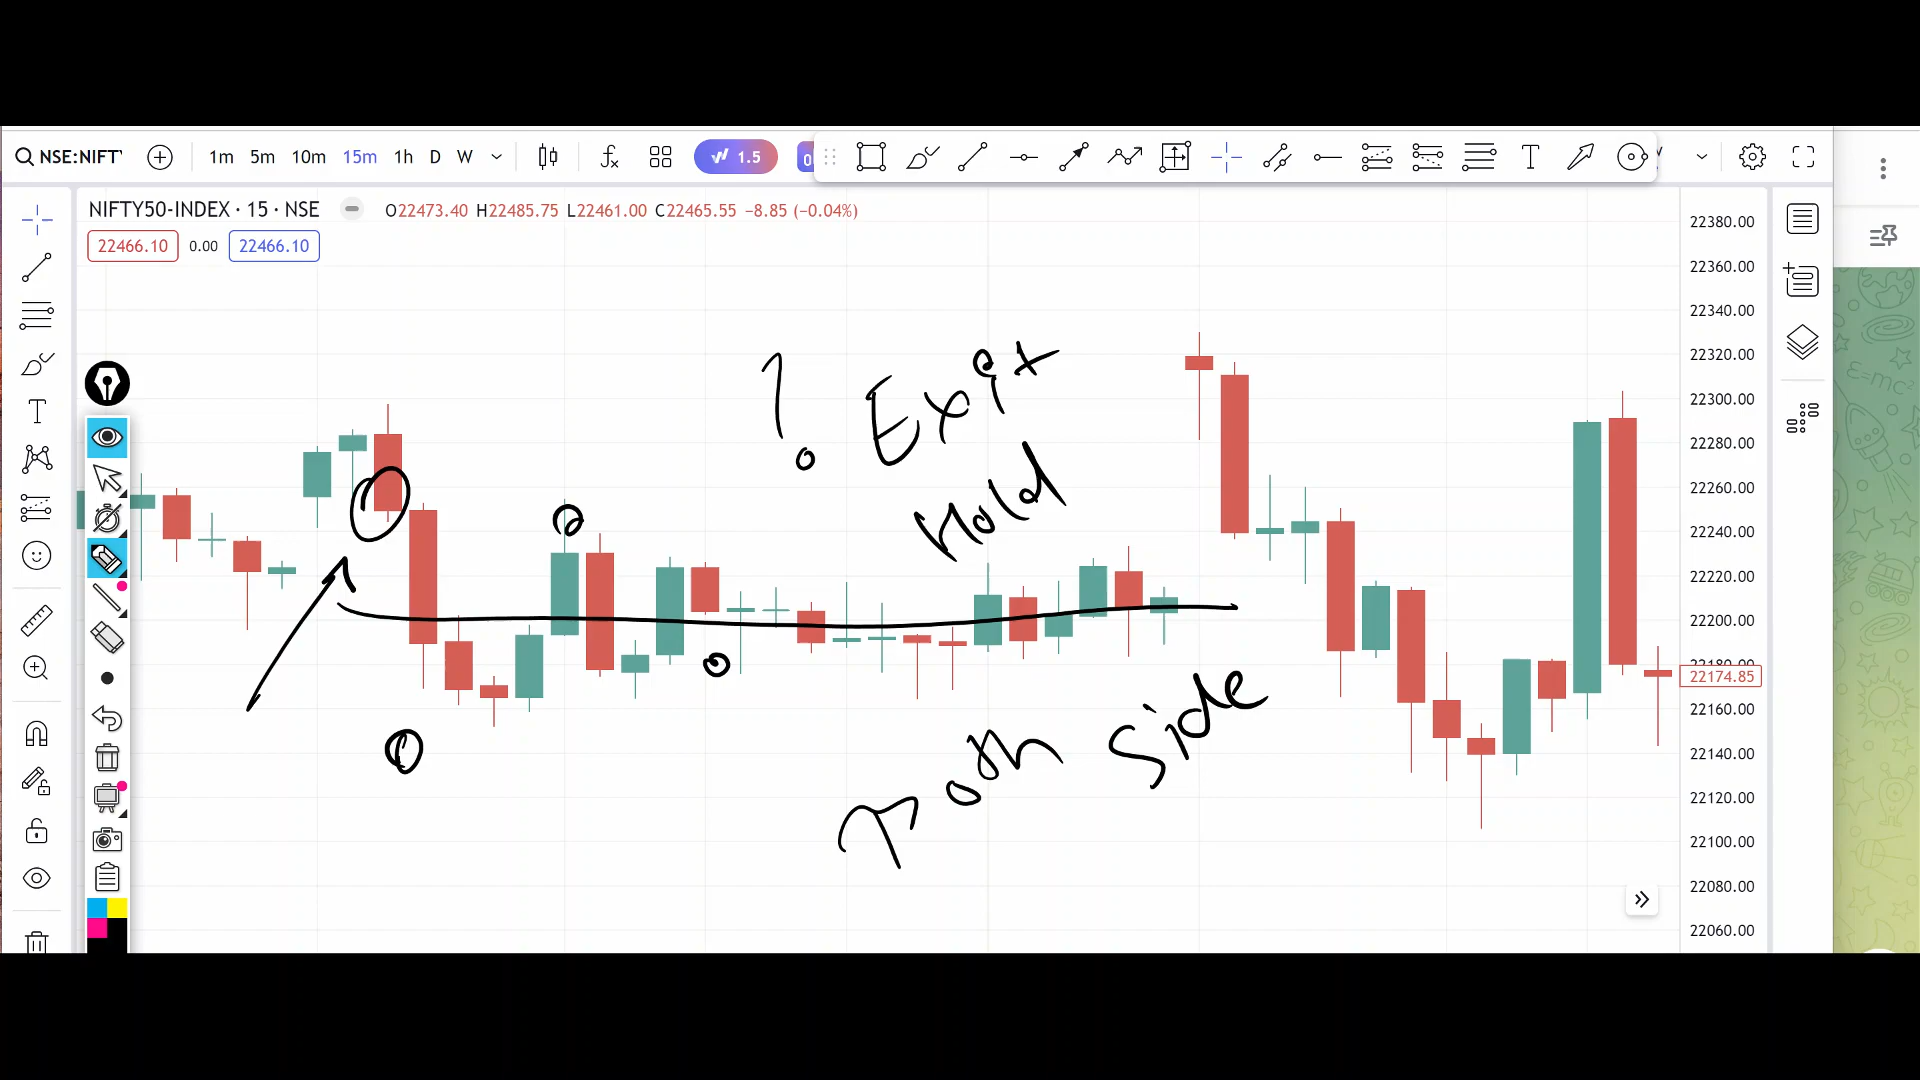 NSE:NIFTY
1m 5m 10m 15m 1h D W
1.5
NIFTY50-INDEX · 15 · NSE
O22473.40 H22485.75 L22461.00 C22465.55 −8.85 (−0.04%)
22466.10 0.00 22466.10
22380.00
22360.00
22340.00
22320.00
22300.00
22280.00
22260.00
22240.00
22220.00
22200.00
22180.00
22174.85
22160.00
22140.00
22120.00
22100.00
22080.00
22060.00
? Exit
Hold
Both Side